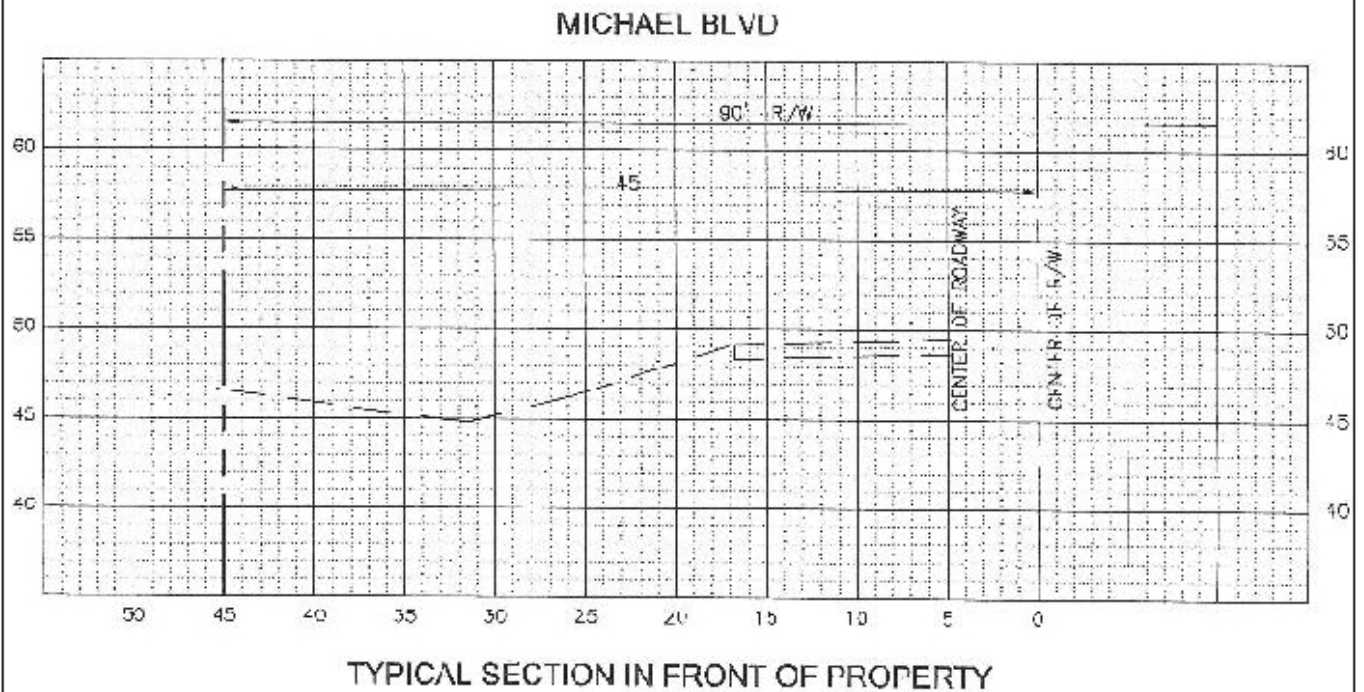 MICHAEL BLVD
90' R/W
60
60
45
55
55
CENTER OF ROADWAY
CENTER OF R/W
50
50
45
45
40
40
50 45 40 35 30 25 20 15 10 5 0
TYPICAL SECTION IN FRONT OF PROPERTY